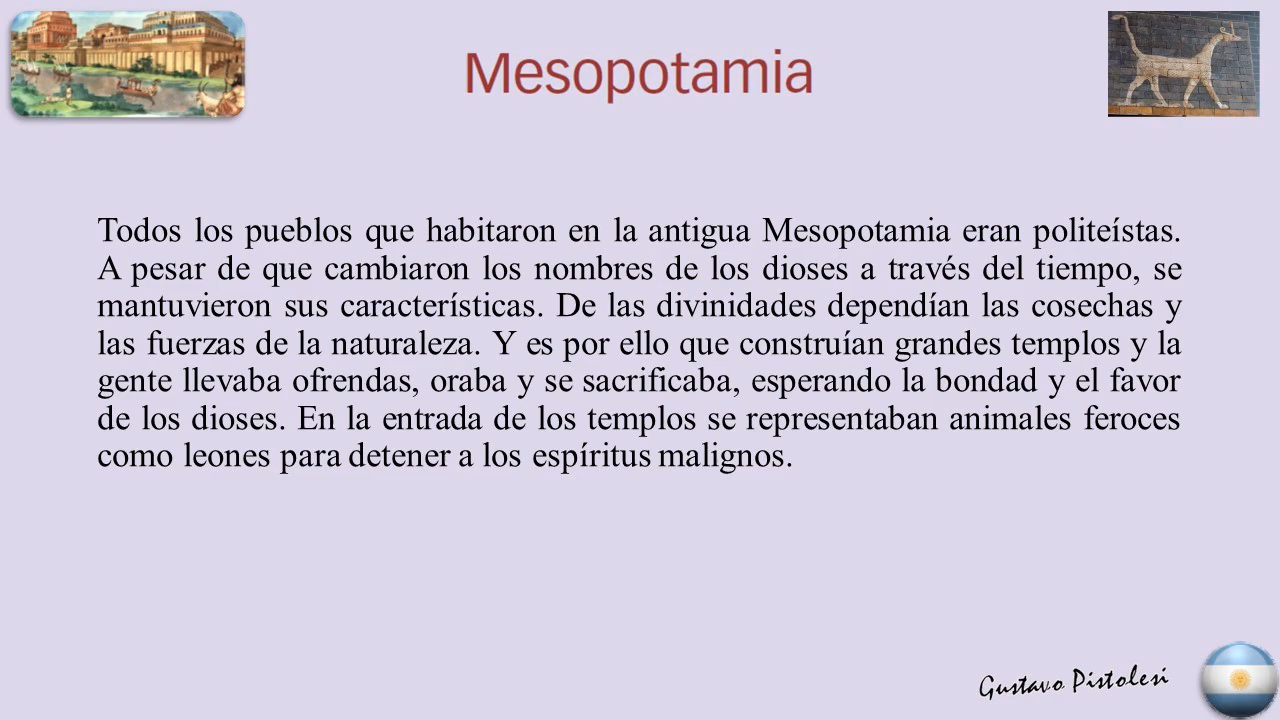 Mesopotamia
Todos los pueblos que habitaron en la antigua Mesopotamia eran politeístas.
A pesar de que cambiaron los nombres de los dioses a través del tiempo, se
mantuvieron sus características. De las divinidades dependían las cosechas y
las fuerzas de la naturaleza. Y es por ello que construían grandes templos y la
gente llevaba ofrendas, oraba y se sacrificaba, esperando la bondad y el favor
de los dioses. En la entrada de los templos se representaban animales feroces
como leones para detener a los espíritus malignos.
Gustavo Pistolesi